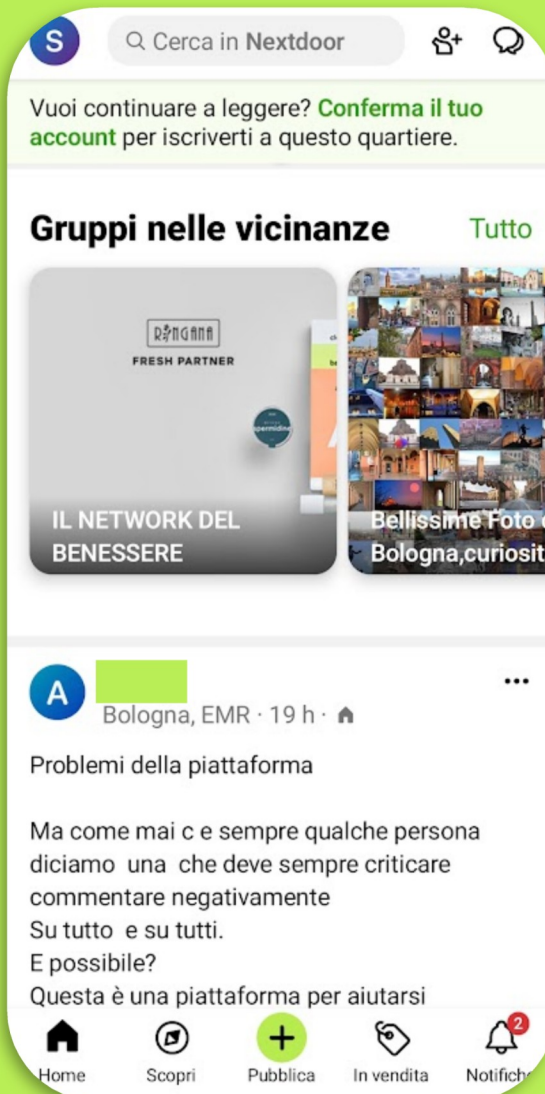 S
Cerca in Nextdoor
Vuoi continuare a leggere? Conferma il tuo
account per iscriverti a questo quartiere.
Gruppi nelle vicinanze
Tutto
RINGANA
FRESH PARTNER
spermidine
IL NETWORK DEL
BENESSERE
Bellissime Foto
Bologna,curiosit
A
Bologna, EMR · 19 h ·
Problemi della piattaforma
Ma come mai c e sempre qualche persona
diciamo  una  che deve sempre criticare
commentare negativamente
Su tutto  e su tutti.
E possibile?
Questa è una piattaforma per aiutarsi
2
Home
Scopri
Pubblica
In vendita
Notifiche